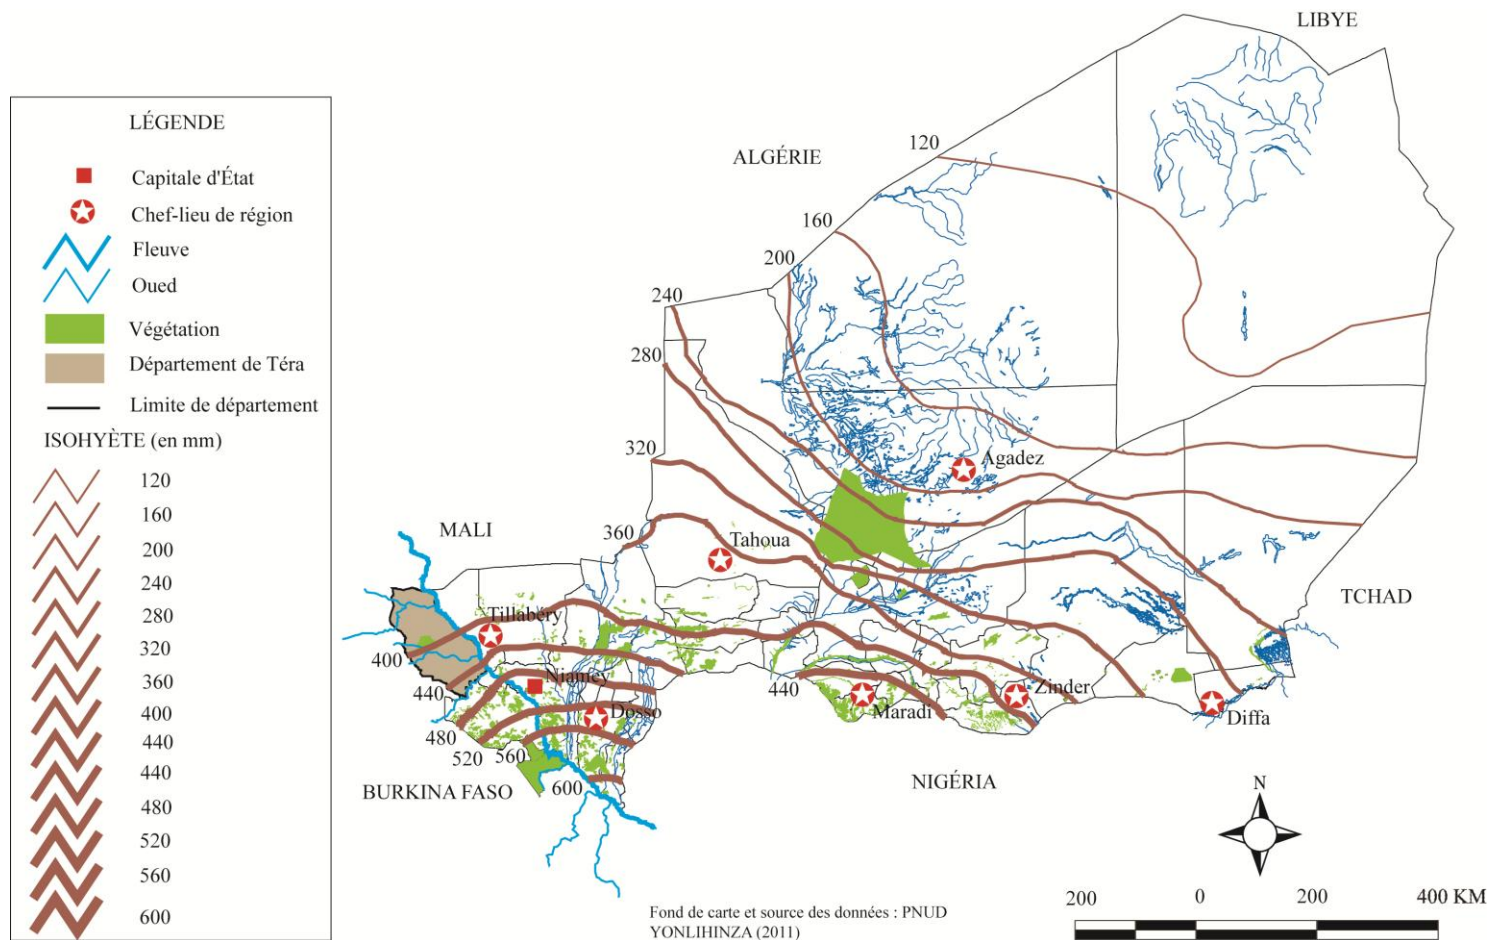 LIBYE
ALGÉRIE
120
160
200
240
280
320
360
MALI
Agadez
Tahoua
TCHAD
Tillabéry
400
440
Niamey
480
Dosso
520
560
600
440
Maradi
Zinder
Diffa
BURKINA FASO
NIGÉRIA
LÉGENDE
Capitale d'État
Chef-lieu de région
Fleuve
Oued
Végétation
Département de Téra
Limite de département
ISOHYÈTE (en mm)
120
160
200
240
280
320
360
400
440
440
480
520
560
600
N
200 0 200 400 KM
Fond de carte et source des données : PNUD
YONLIHINZA (2011)